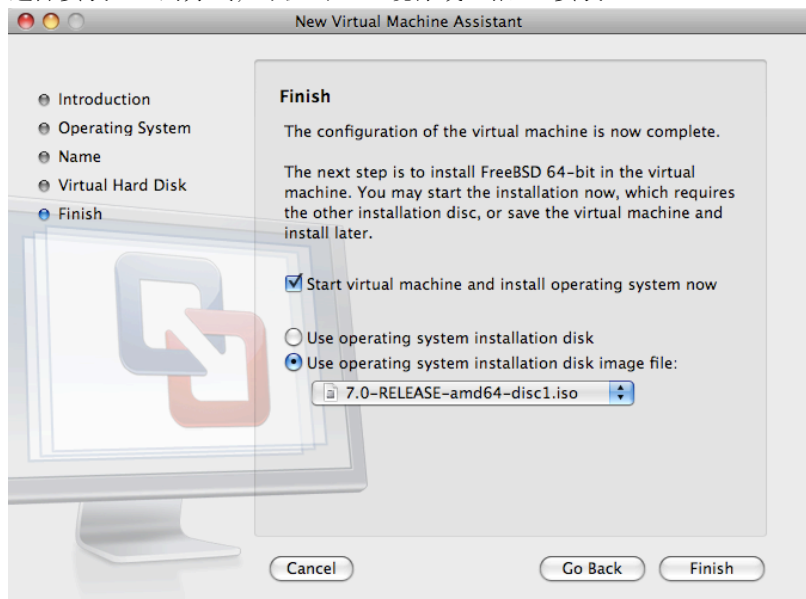 New Virtual Machine Assistant
Introduction
Operating System
Name
Virtual Hard Disk
Finish
Finish
The configuration of the virtual machine is now complete.
The next step is to install FreeBSD 64-bit in the virtual
machine. You may start the installation now, which requires
the other installation disc, or save the virtual machine and
install later.
Start virtual machine and install operating system now
Use operating system installation disk
Use operating system installation disk image file:
7.0-RELEASE-amd64-disc1.iso
Cancel
Go Back
Finish